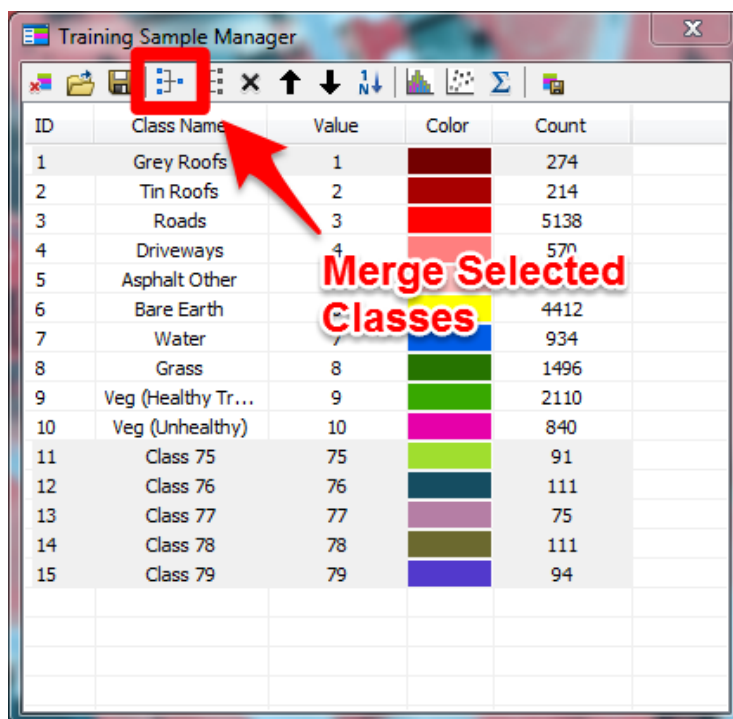 Training Sample Manager
ID Class Name Value Color Count
1 Grey Roofs 1 274
2 Tin Roofs 2 214
3 Roads 3 5138
4 Driveways 4 570
5 Asphalt Other
6 Bare Earth 4412
7 Water 7 934
8 Grass 8 1496
9 Veg (Healthy Tr... 9 2110
10 Veg (Unhealthy) 10 840
11 Class 75 75 91
12 Class 76 76 111
13 Class 77 77 75
14 Class 78 78 111
15 Class 79 79 94
Merge Selected
Classes